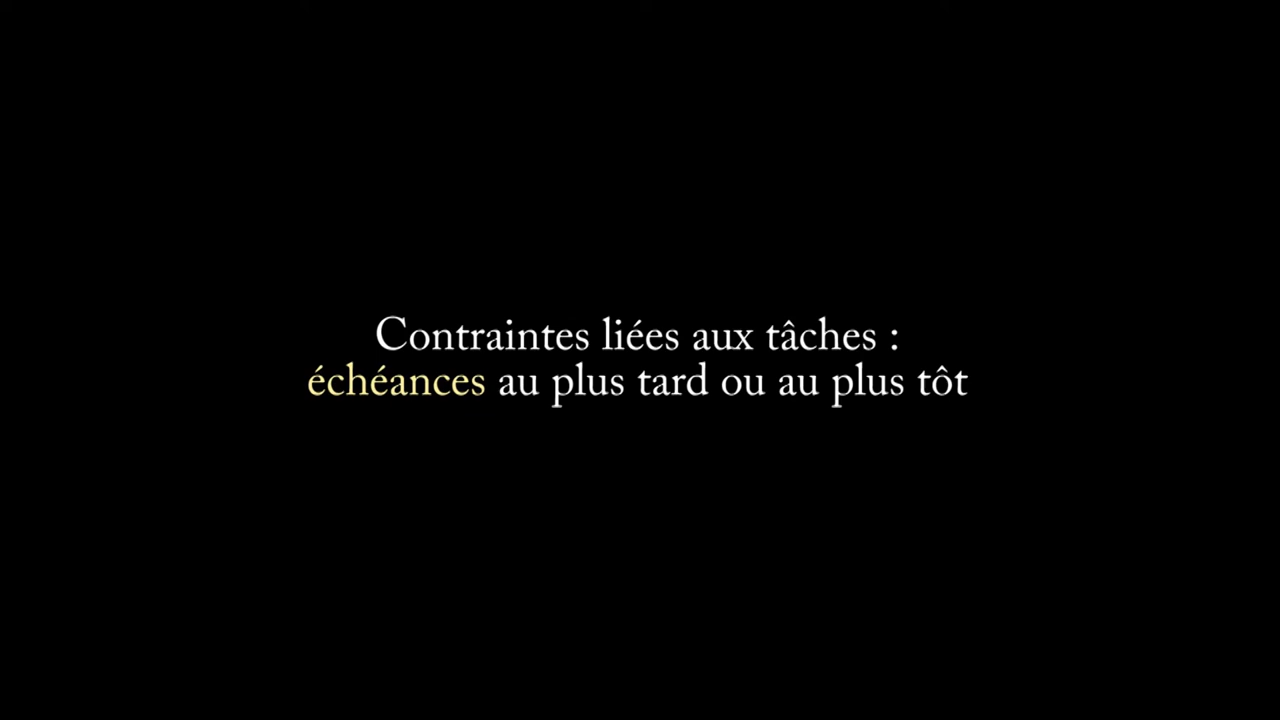 Contraintes liées aux tâches :
échéances au plus tard ou au plus tôt